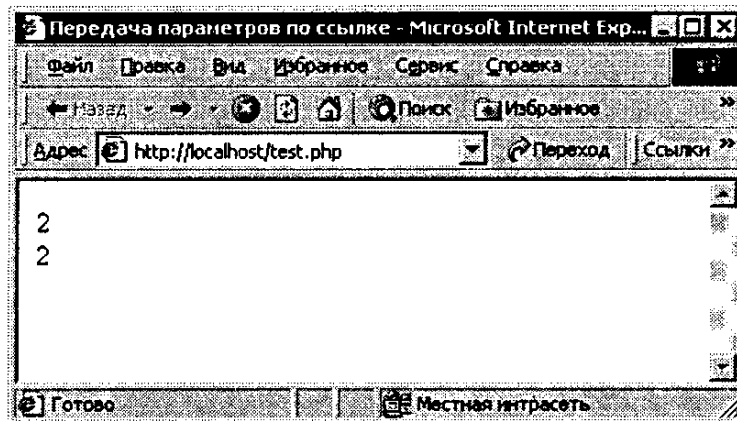 Передача параметров по ссылке - Microsoft Internet Exp...
Файл Правка Вид Избранное Сервис Справка
Назад Поиск Избранное »
Адрес http://localhost/test.php Переход Ссылки »
2
2
Готово Местная интрасеть